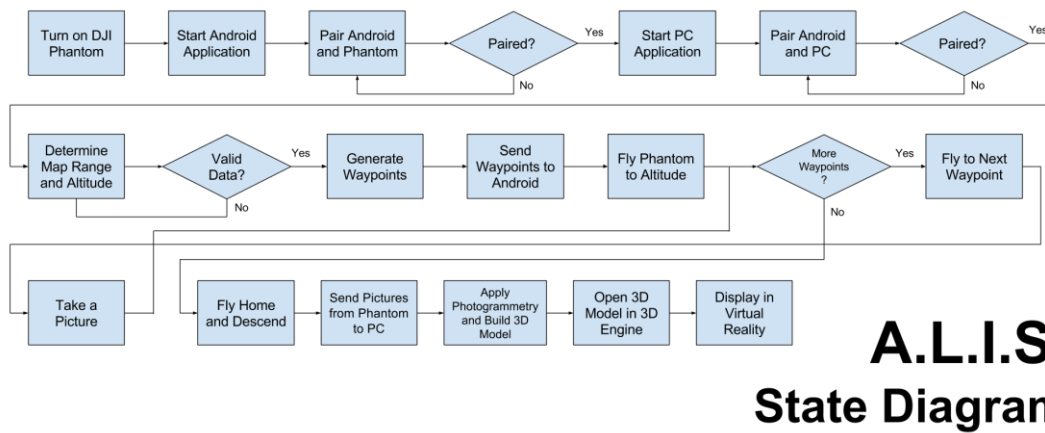 Turn on DJI
Phantom
Start Android
Application
Pair Android
and Phantom
Paired?
Yes
No
Start PC
Application
Pair Android
and PC
Paired?
Yes
No
Determine
Map Range
and Altitude
Valid
Data?
Yes
No
Generate
Waypoints
Send
Waypoints to
Android
Fly Phantom
to Altitude
More
Waypoints
?
Yes
No
Fly to Next
Waypoint
Take a
Picture
Fly Home
and Descend
Send Pictures
from Phantom
to PC
Apply
Photogrammetry
and Build 3D
Model
Open 3D
Model in 3D
Engine
Display in
Virtual
Reality
A.L.I.S
State Diagran